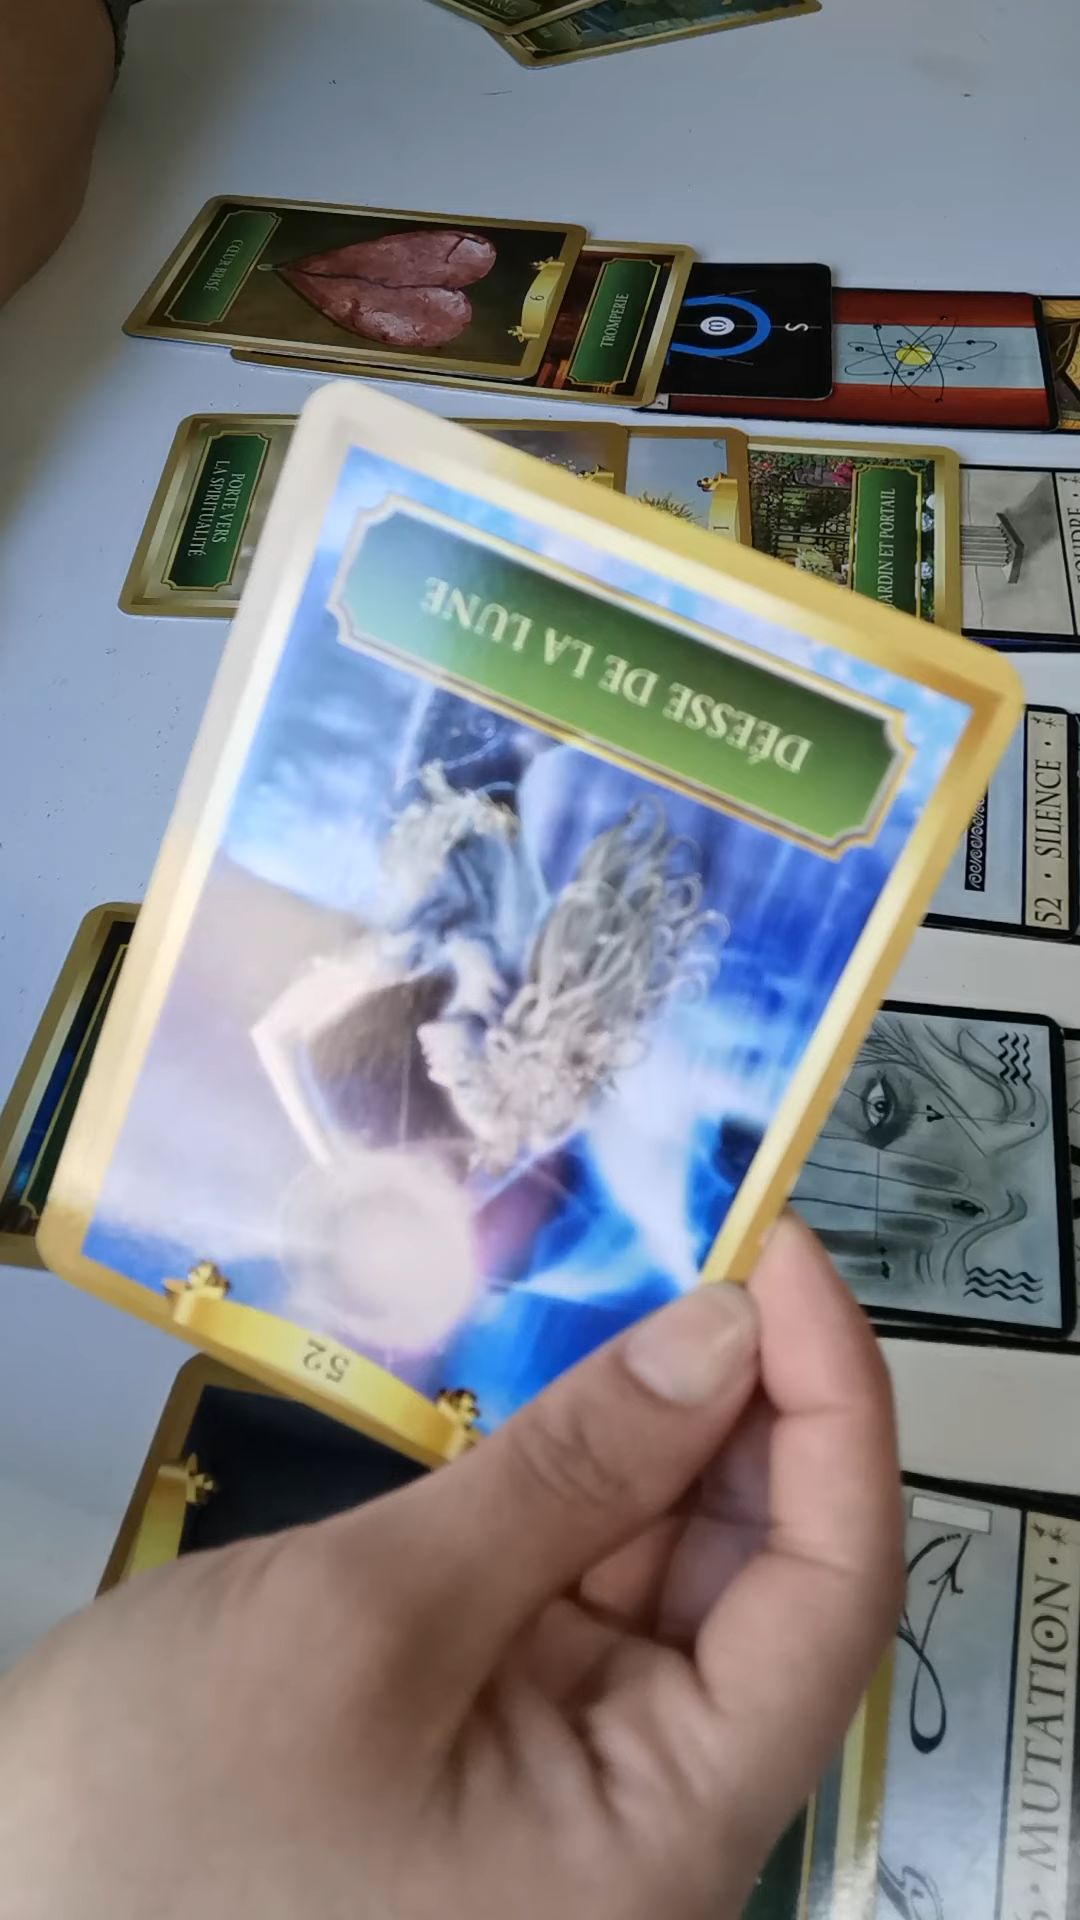 CŒUR BRISÉ
6
TROMPERIE
S
PORTE VERS
LA SPIRITUALITÉ
1
JARDIN ET PORTAIL
DÉESSE DE LA LUNE
52
52 · SILENCE ·
· MUTATION ·